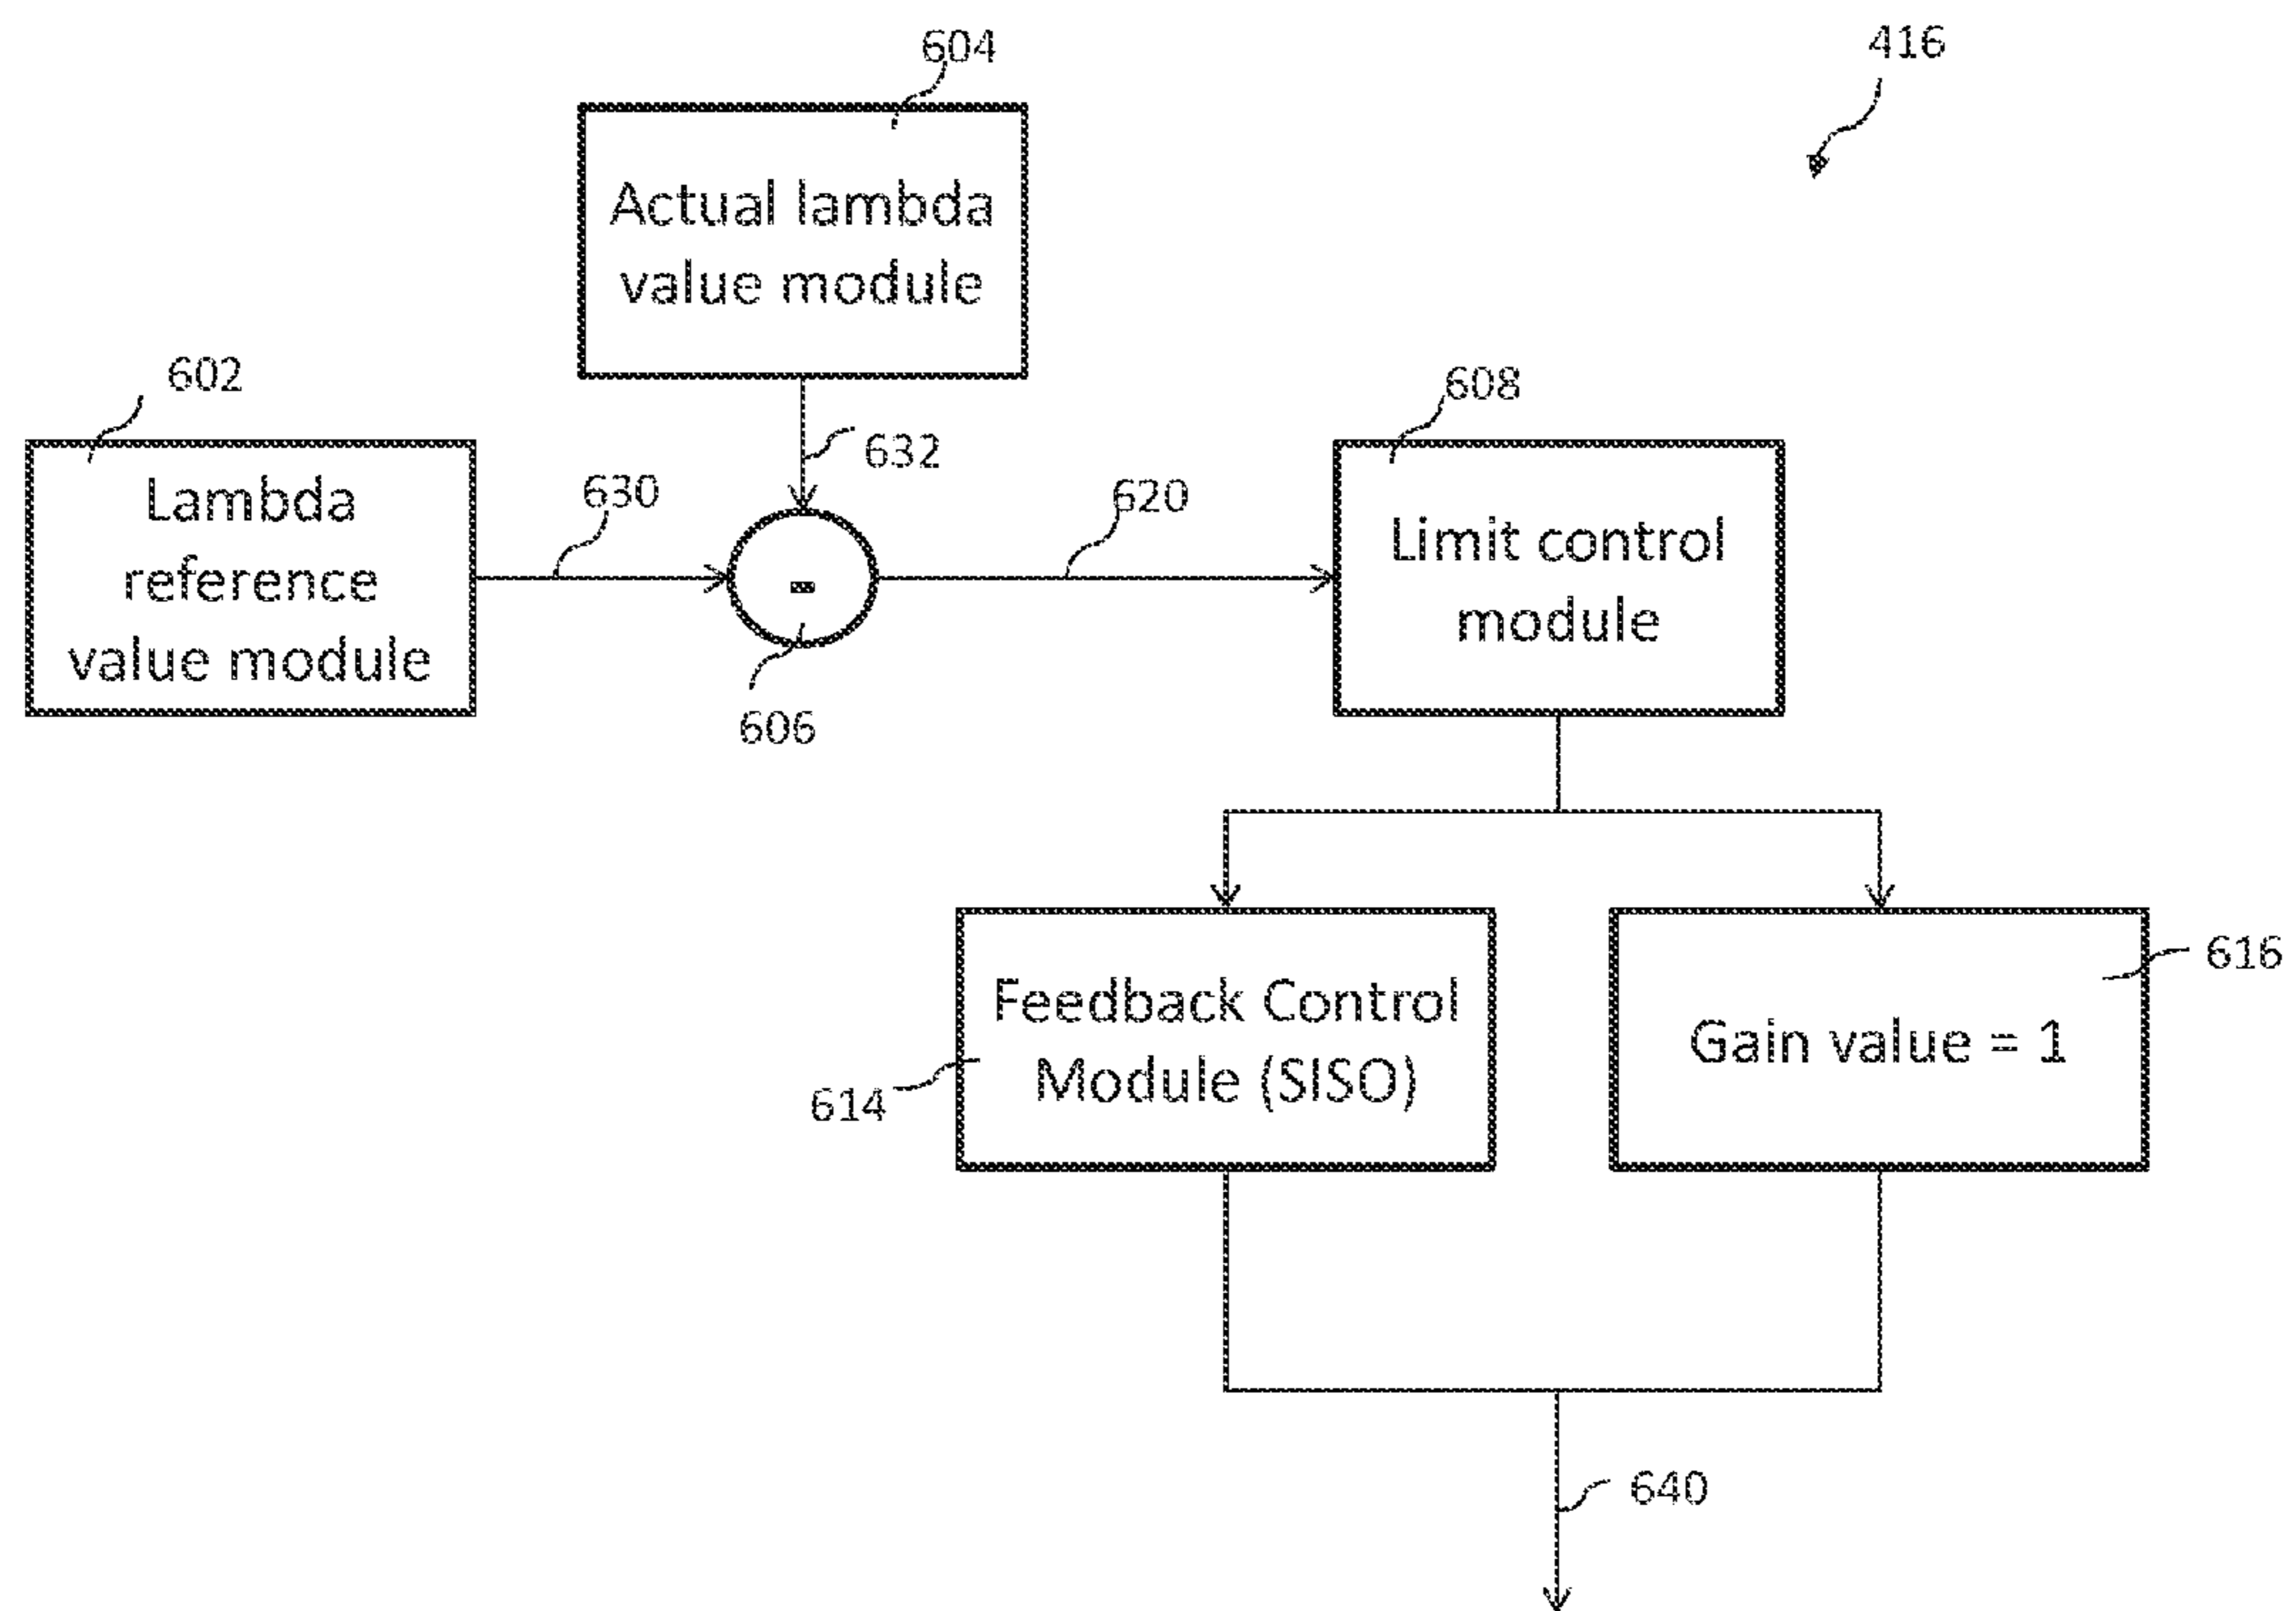 604
416
Actual lambda
value module
602
608
632
630
620
Lambda
reference
value module
-
Limit control
module
606
616
Feedback Control
Module (SISO)
Gain value = 1
614
640